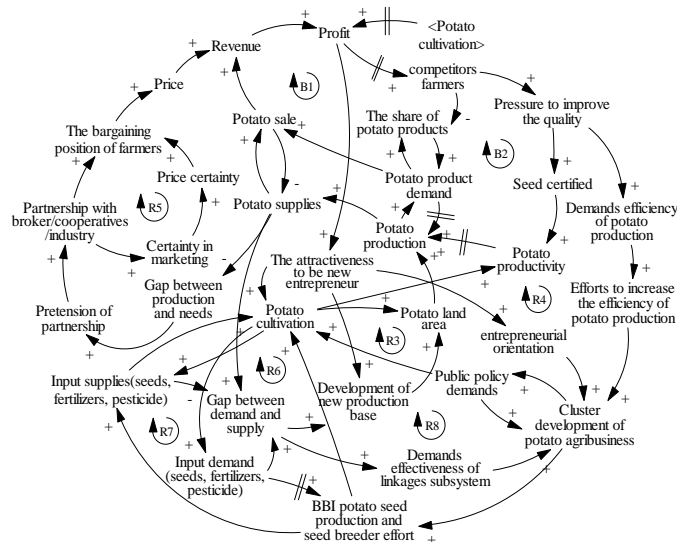 Profit
<Potato
cultivation>
Revenue
competitors
farmers
Price
B1
Pressure to improve
the quality
The share of
potato products
The bargaining
position of farmers
Potato sale
B2
Price certainty
Potato product
demand
Seed certified
Partnership with
broker/cooperatives
/industry
R5
Potato supplies
Demands efficiency
of potato
production
Potato
production
Certainty in
marketing
The attractiveness
to be new
entrepreneur
Potato
productivity
Gap between
production and
needs
Efforts to increase
the efficiency of
potato production
R4
Pretension of
partnership
Potato
cultivation
Potato land
area
R3
entrepreneurial
orientation
R6
Input supplies(seeds,
fertilizers, pesticide)
Gap between
demand and
supply
Development of
new production
base
Public policy
demands
Cluster
development of
potato agribusiness
R7
R8
Input demand
(seeds, fertilizers,
pesticide)
Demands
effectiveness of
linkages subsystem
BBI potato seed
production and
seed breeder effort
+
-